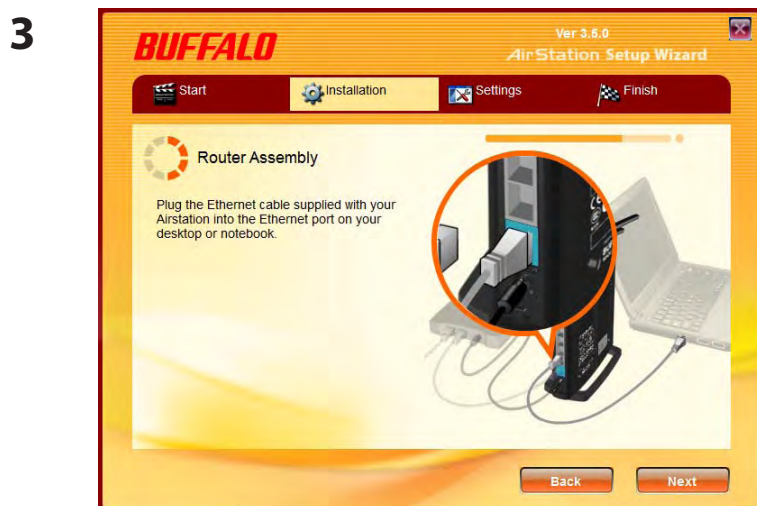 3
BUFFALO
Ver 3.6.0
AirStation Setup Wizard
Start
Installation
Settings
Finish
Router Assembly
Plug the Ethernet cable supplied with your
Airstation into the Ethernet port on your
desktop or notebook.
Back
Next